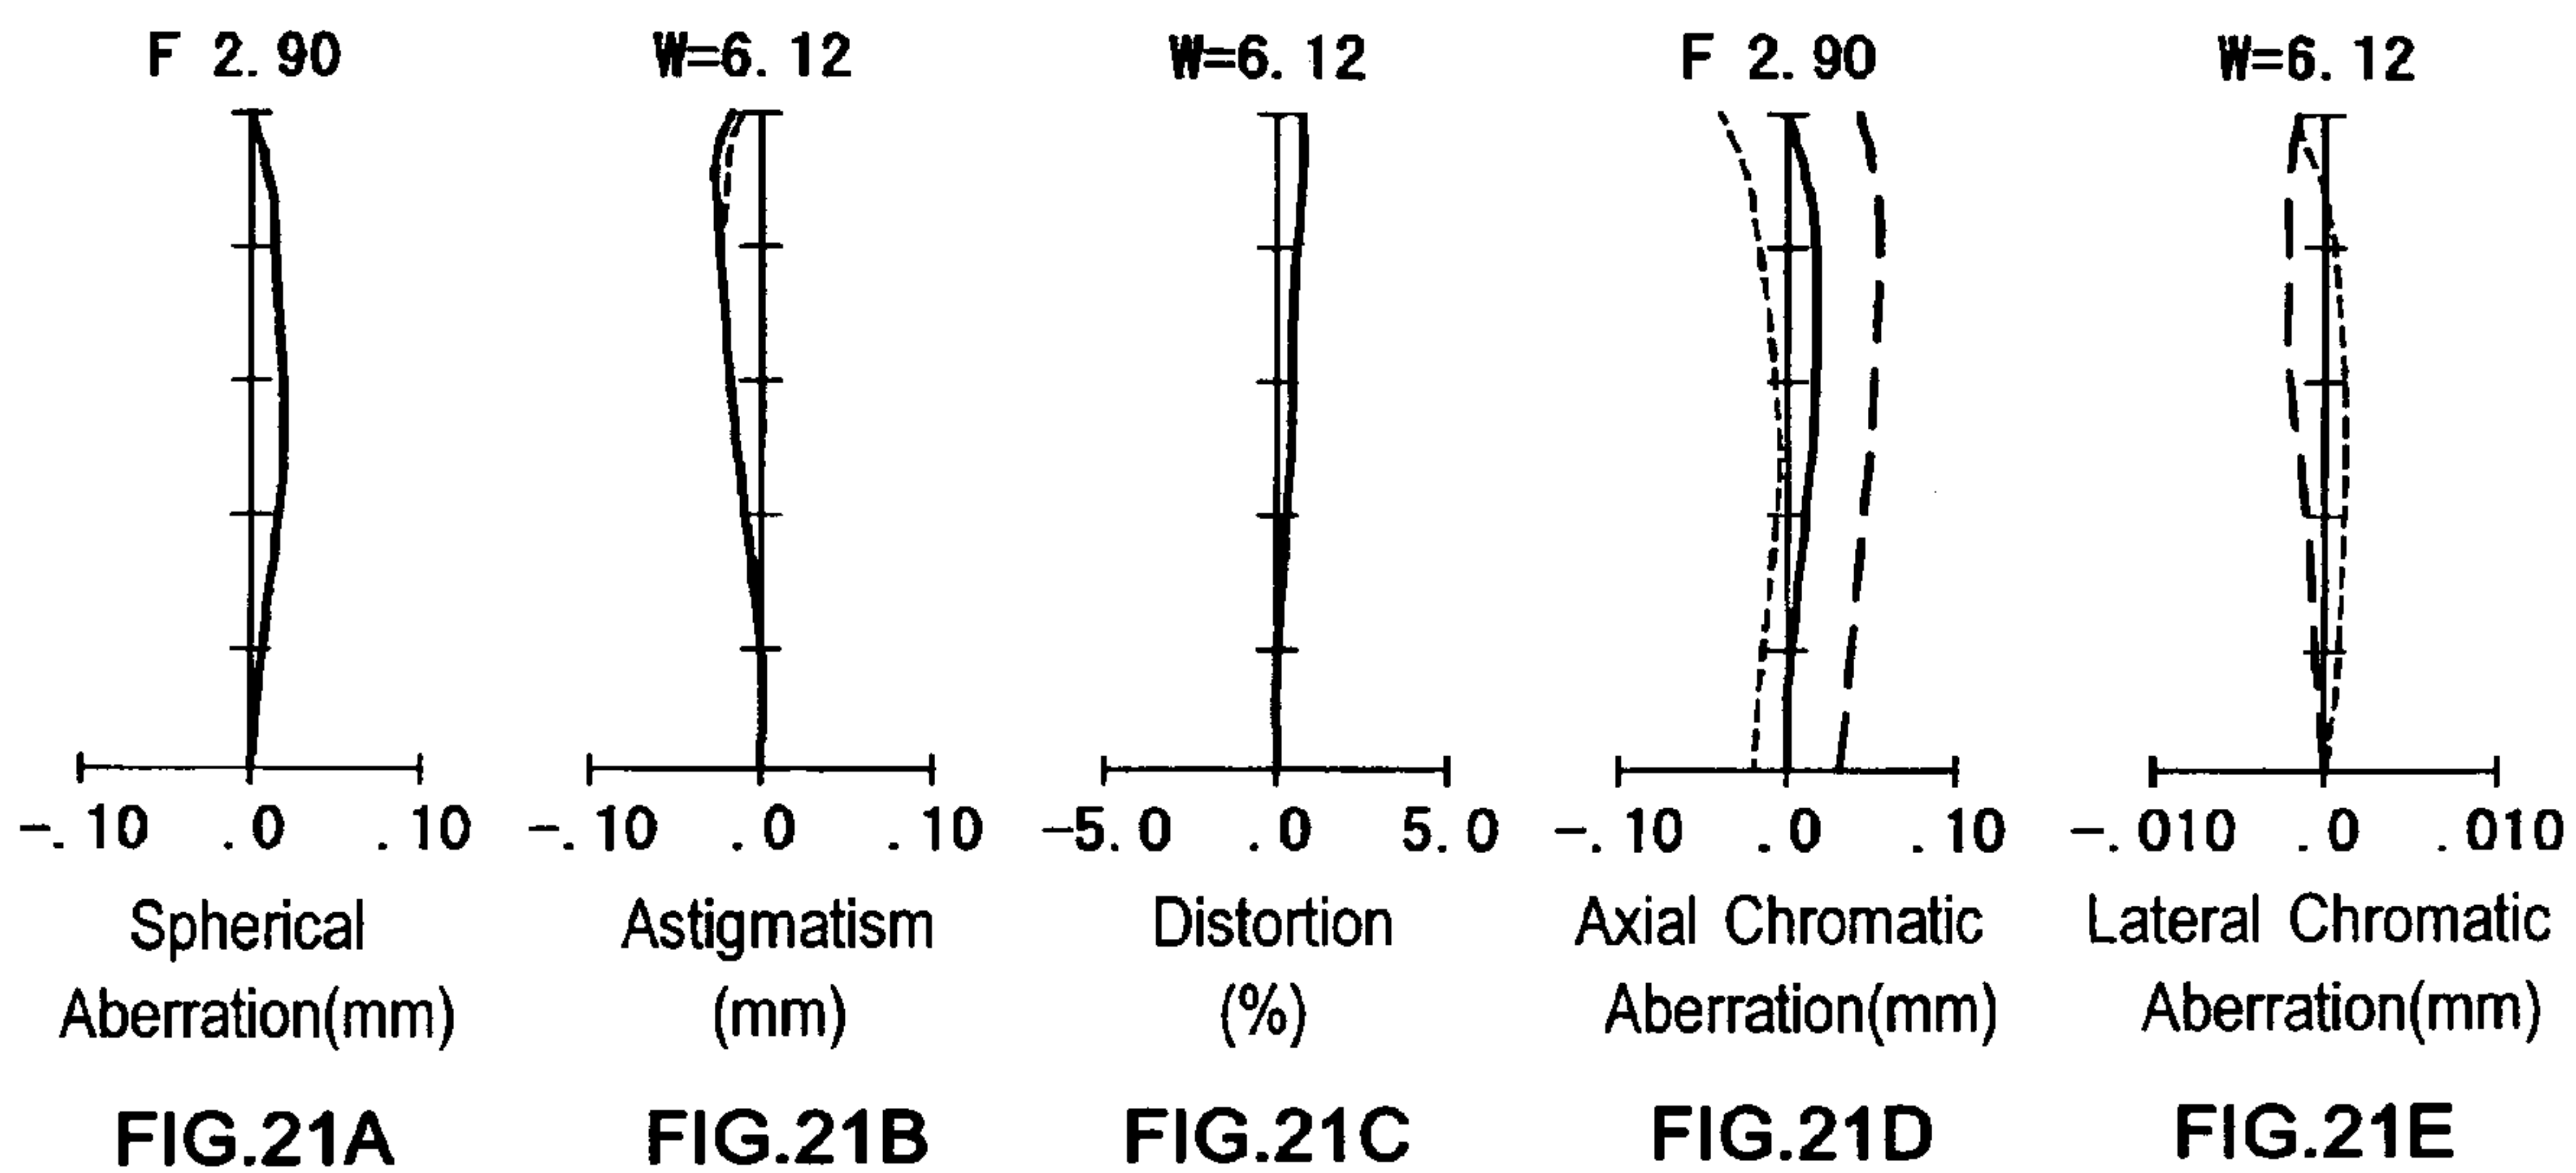 F 2.90
W=6.12
W=6.12
F 2.90
W=6.12
-.10 .0 .10
-.10 .0 .10
-5.0 .0 5.0
-.10 .0 .10
-.010 .0 .010
Spherical
Aberration(mm)
Astigmatism
(mm)
Distortion
(%)
Axial Chromatic
Aberration(mm)
Lateral Chromatic
Aberration(mm)
FIG.21A
FIG.21B
FIG.21C
FIG.21D
FIG.21E